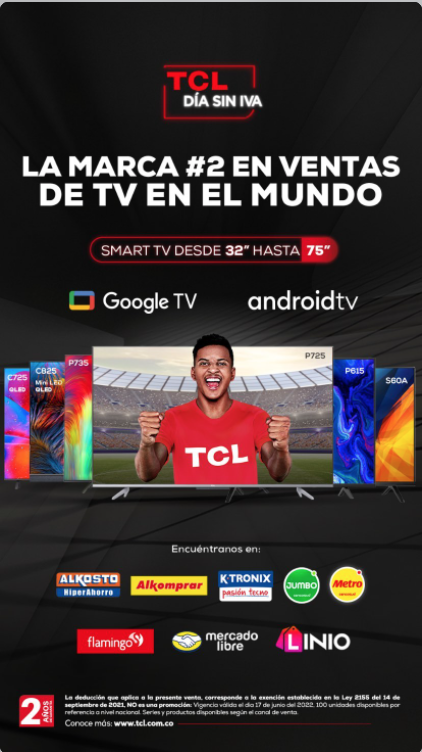 TCL
DÍA SIN IVA
LA MARCA #2 EN VENTAS
DE TV EN EL MUNDO
SMART TV DESDE 32" HASTA 75"
Google TV androidtv
C725
QLED
C825
Mini LED
QLED
P735
P725
P615
S60A
TCL
Encuéntranos en:
ALKOSTO
HiperAhorro
Alkomprar
K-TRONIX
pasión tecno
JUMBO
Metro
flamingo
mercado
libre
LINIO
2 AÑOS
La deducción que aplica a la presente venta, corresponde a la exención establecida en la Ley 2155 del 14 de
septiembre de 2021, NO es una promoción: Vigencia válida el día 17 de junio del 2022. 100 unidades disponibles por
referencia a nivel nacional. Series y productos disponibles según el canal de venta.
Conoce más: www.tcl.com.co